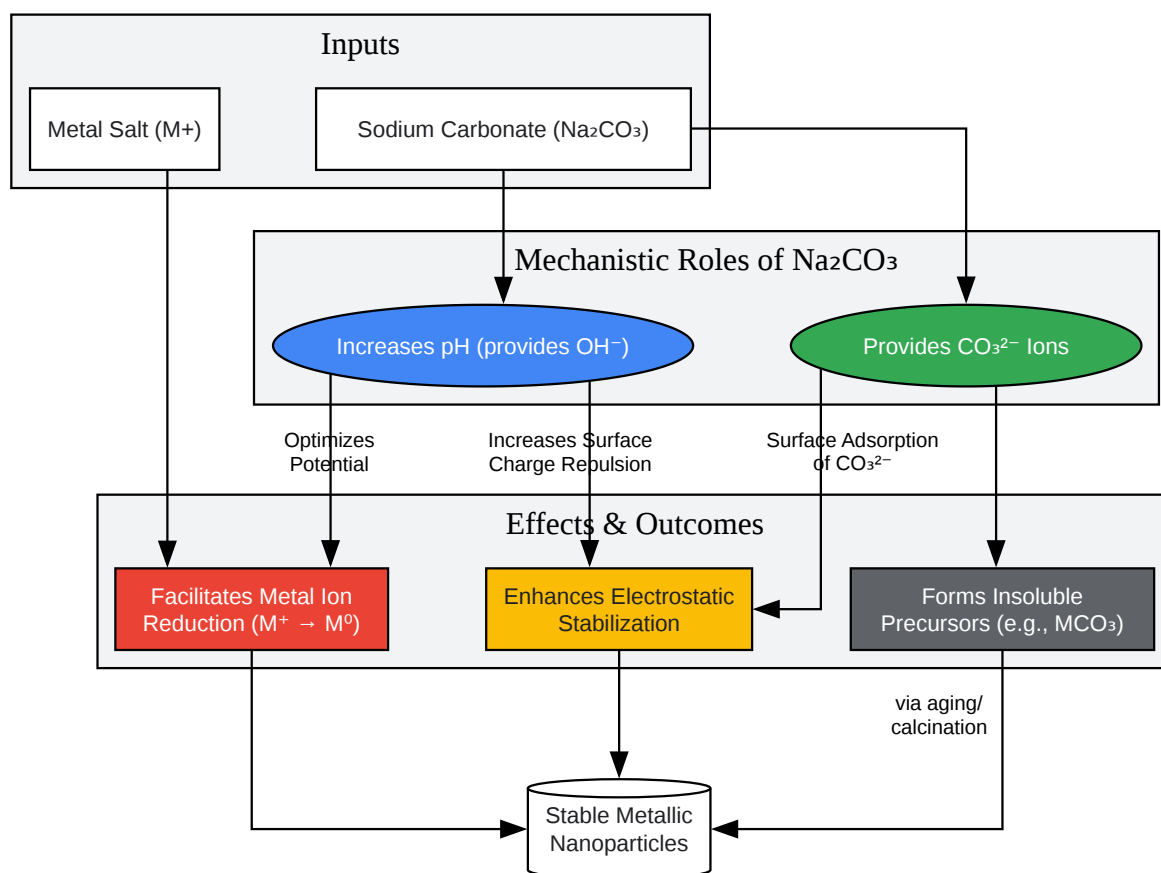 Inputs
Metal Salt (M+)
Sodium Carbonate (Na₂CO₃)
Mechanistic Roles of Na₂CO₃
Increases pH (provides OH⁻)
Provides CO₃²⁻ Ions
Optimizes
Potential
Increases Surface
Charge Repulsion
Surface Adsorption
of CO₃²⁻
Effects & Outcomes
Facilitates Metal Ion
Reduction (M⁺ → M⁰)
Enhances Electrostatic
Stabilization
Forms Insoluble
Precursors (e.g., MCO₃)
via aging/
calcination
Stable Metallic
Nanoparticles